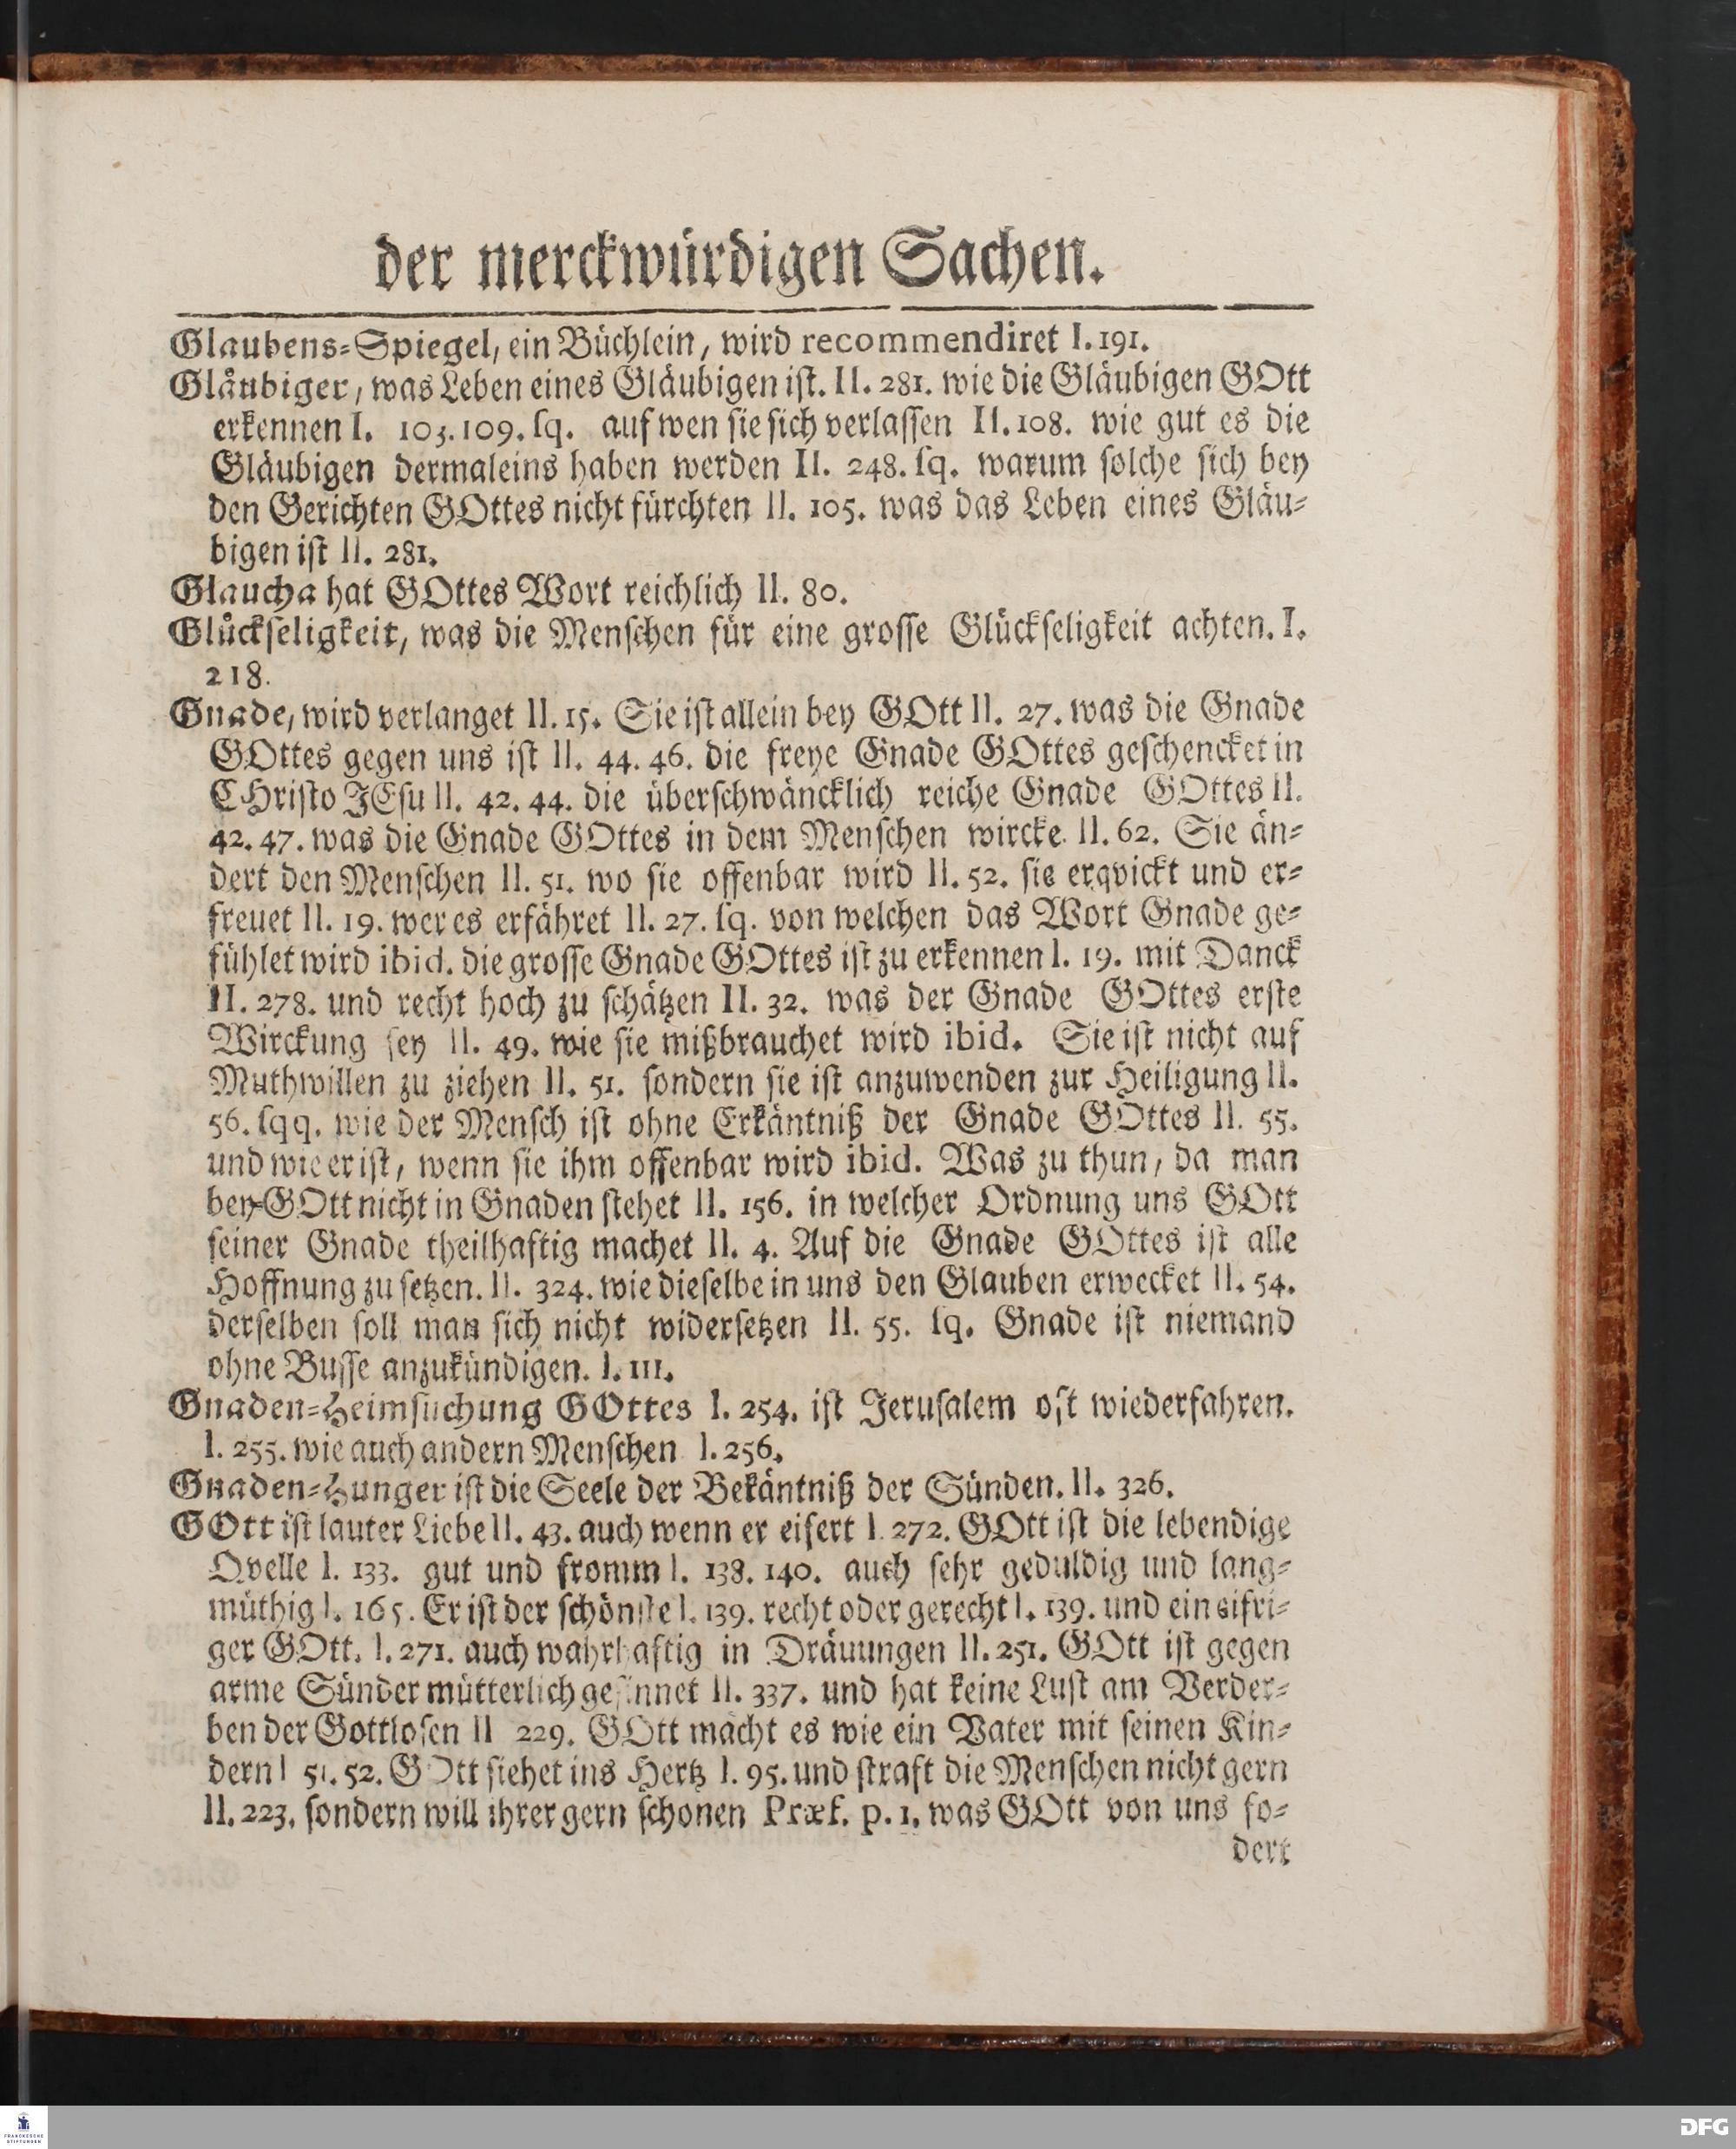 der merckwürdigen Sachen.
Glaubens-Spiegel, ein Büchlein, wird recommendiret I. 191.
Gläubiger, was Leben eines Gläubigen ist. II. 281. wie die Gläubigen GOtt
erkennen I. 103. 109. sq. auf wen sie sich verlassen II. 108. wie gut es die
Gläubigen dermaleins haben werden II. 248. sq. warum solche sich bey
den Gerichten GOttes nicht fürchten II. 105. was das Leben eines Gläu-
bigen ist II. 281.
Glaucha hat GOttes Wort reichlich II. 80.
Glückseligkeit, was die Menschen für eine grosse Glückseligkeit achten. I.
218.
Gnade, wird verlanget II. 15. Sie ist allein bey GOtt II. 27. was die Gnade
GOttes gegen uns ist II. 44. 46. die freye Gnade GOttes geschencket in
CHristo JEsu II. 42. 44. die überschwäncklich reiche Gnade GOttes II.
42. 47. was die Gnade GOttes in dem Menschen wircke. II. 62. Sie än-
dert den Menschen II. 51. wo sie offenbar wird II. 52. sie erqvickt und er-
freuet II. 19. wer es erfähret II. 27. sq. von welchen das Wort Gnade ge-
fühlet wird ibid. die grosse Gnade GOttes ist zu erkennen I. 19. mit Danck
II. 278. und recht hoch zu schätzen II. 32. was der Gnade GOttes erste
Wirckung sey II. 49. wie sie mißbrauchet wird ibid. Sie ist nicht auf
Muthwillen zu ziehen II. 51. sondern sie ist anzuwenden zur Heiligung II.
56. sqq. wie der Mensch ist ohne Erkäntniß der Gnade GOttes II. 55.
und wie er ist, wenn sie ihm offenbar wird ibid. Was zu thun, da man
bey GOtt nicht in Gnaden stehet II. 156. in welcher Ordnung uns GOtt
seiner Gnade theilhaftig machet II. 4. Auf die Gnade GOttes ist alle
Hoffnung zu setzen. II. 324. wie dieselbe in uns den Glauben erwecket II. 54.
derselben soll man sich nicht widersetzen II. 55. sq. Gnade ist niemand
ohne Busse anzukündigen. I. 111.
Gnaden-Heimsuchung GOttes I. 254. ist Jerusalem oft wiederfahren.
I. 255. wie auch andern Menschen I. 256.
Gnaden-Hunger ist die Seele der Bekäntniß der Sünden. II. 326.
GOtt ist lauter Liebe II. 43. auch wenn er eifert I. 272. GOtt ist die lebendige
Qvelle I. 133. gut und fromm I. 138. 140. auch sehr geduldig und lang-
müthig I. 165. Er ist der schönste I. 139. recht oder gerecht I. 139. und ein eifri-
ger GOtt. I. 271. auch wahrhaftig in Dräuungen II. 251. GOtt ist gegen
arme Sünder mütterlich gesinnet II. 337. und hat keine Lust am Verder-
ben der Gottlosen II 229. GOtt macht es wie ein Vater mit seinen Kin-
dern I 51. 52. GOtt siehet ins Hertz I. 95. und straft die Menschen nicht gern
II. 223. sondern will ihrer gern schonen Præf. p. 1. was GOtt von uns fo-
dert
FRANCKESCHE
STIFTUNGEN
DFG